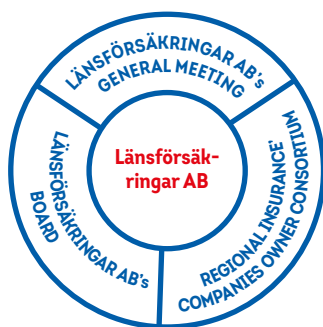 LÄNSFÖRSÄKRINGAR AB's
GENERAL MEETING
Länsförsäk-
ringar AB
LÄNSFÖRSÄKRINGAR AB's
BOARD
REGIONAL INSURANCE'
COMPANIES OWNER CONSORTIUM